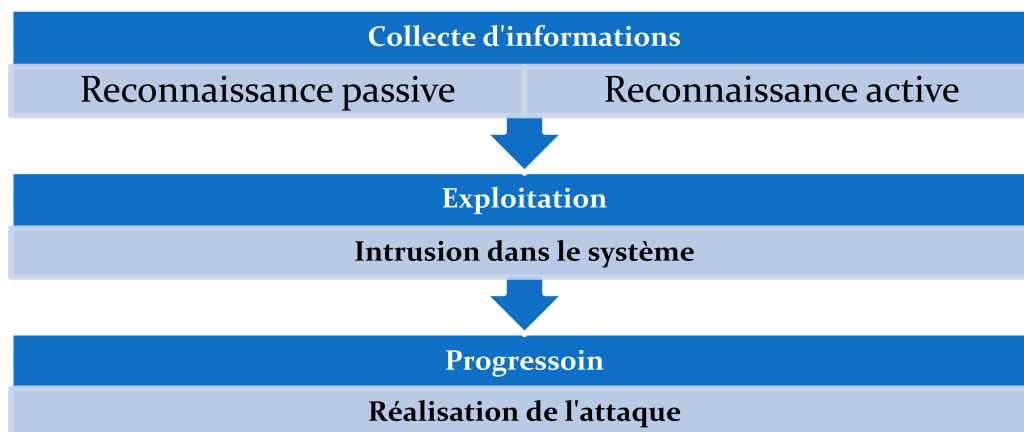 Collecte d'informations
Reconnaissance passive
Reconnaissance active
Exploitation
Intrusion dans le système
Progressoin
Réalisation de l'attaque